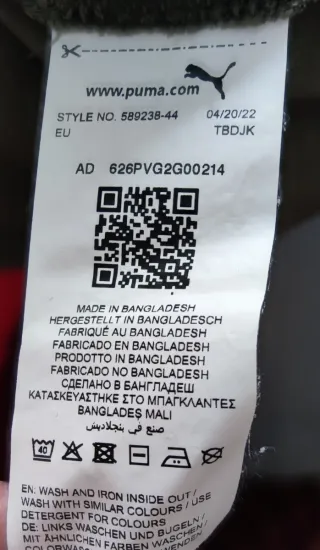 www.puma.com
STYLE NO. 589238-44 04/20/22
EU TBDJK
AD 626PVG2G00214
MADE IN BANGLADESH
HERGESTELLT IN BANGLADESCH
FABRIQUÉ AU BANGLADESH
FABRICADO EN BANGLADESH
PRODOTTO IN BANGLADESH
FABRICADO NO BANGLADESH
СДЕЛАНО В БАНГЛАДЕШ
ΚΑΤΑΣΚΕΥΑΣΤΗΚΕ ΣΤΟ ΜΠΑΓΚΛΑΝΤΕΣ
BANGLADEŞ MALI
صنع في بنجلاديش
40
EN: WASH AND IRON INSIDE OUT /
WASH WITH SIMILAR COLOURS / USE
DETERGENT FOR COLOURS
DE: LINKS WASCHEN UND BÜGELN /
MIT ÄHNLICHEN FARBEN WASCHEN /